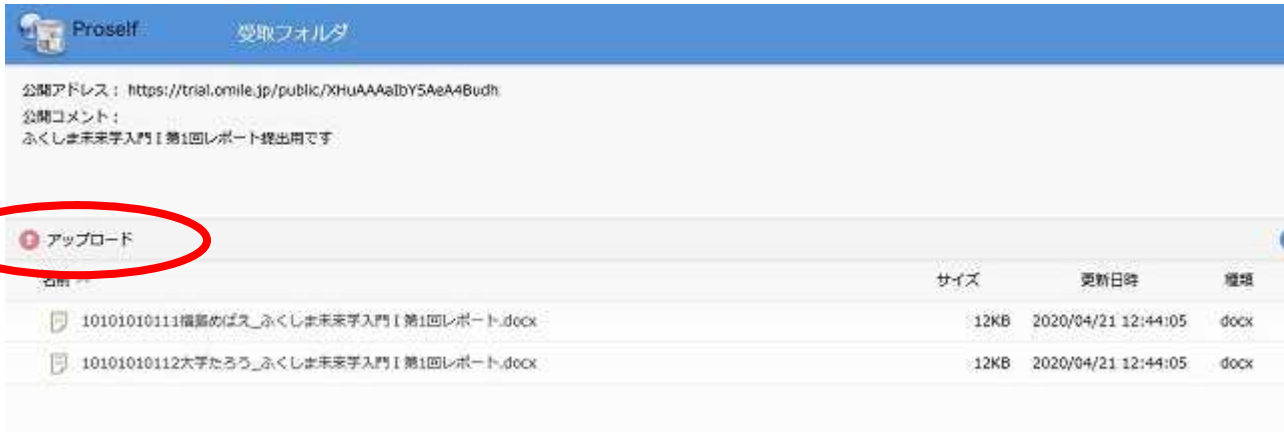 Proself 受取フォルダ
公開アドレス： https://trial.omile.jp/public/XHuAAAaIbY5AeA4Budh
公開コメント：
ふくしま未来学入門Ⅰ第1回レポート提出用です
アップロード
名前 サイズ 更新日時 種類
10101010111福島めばえ_ふくしま未来学入門Ⅰ第1回レポート.docx 12KB 2020/04/21 12:44:05 docx
10101010112大学たろう_ふくしま未来学入門Ⅰ第1回レポート.docx 12KB 2020/04/21 12:44:05 docx